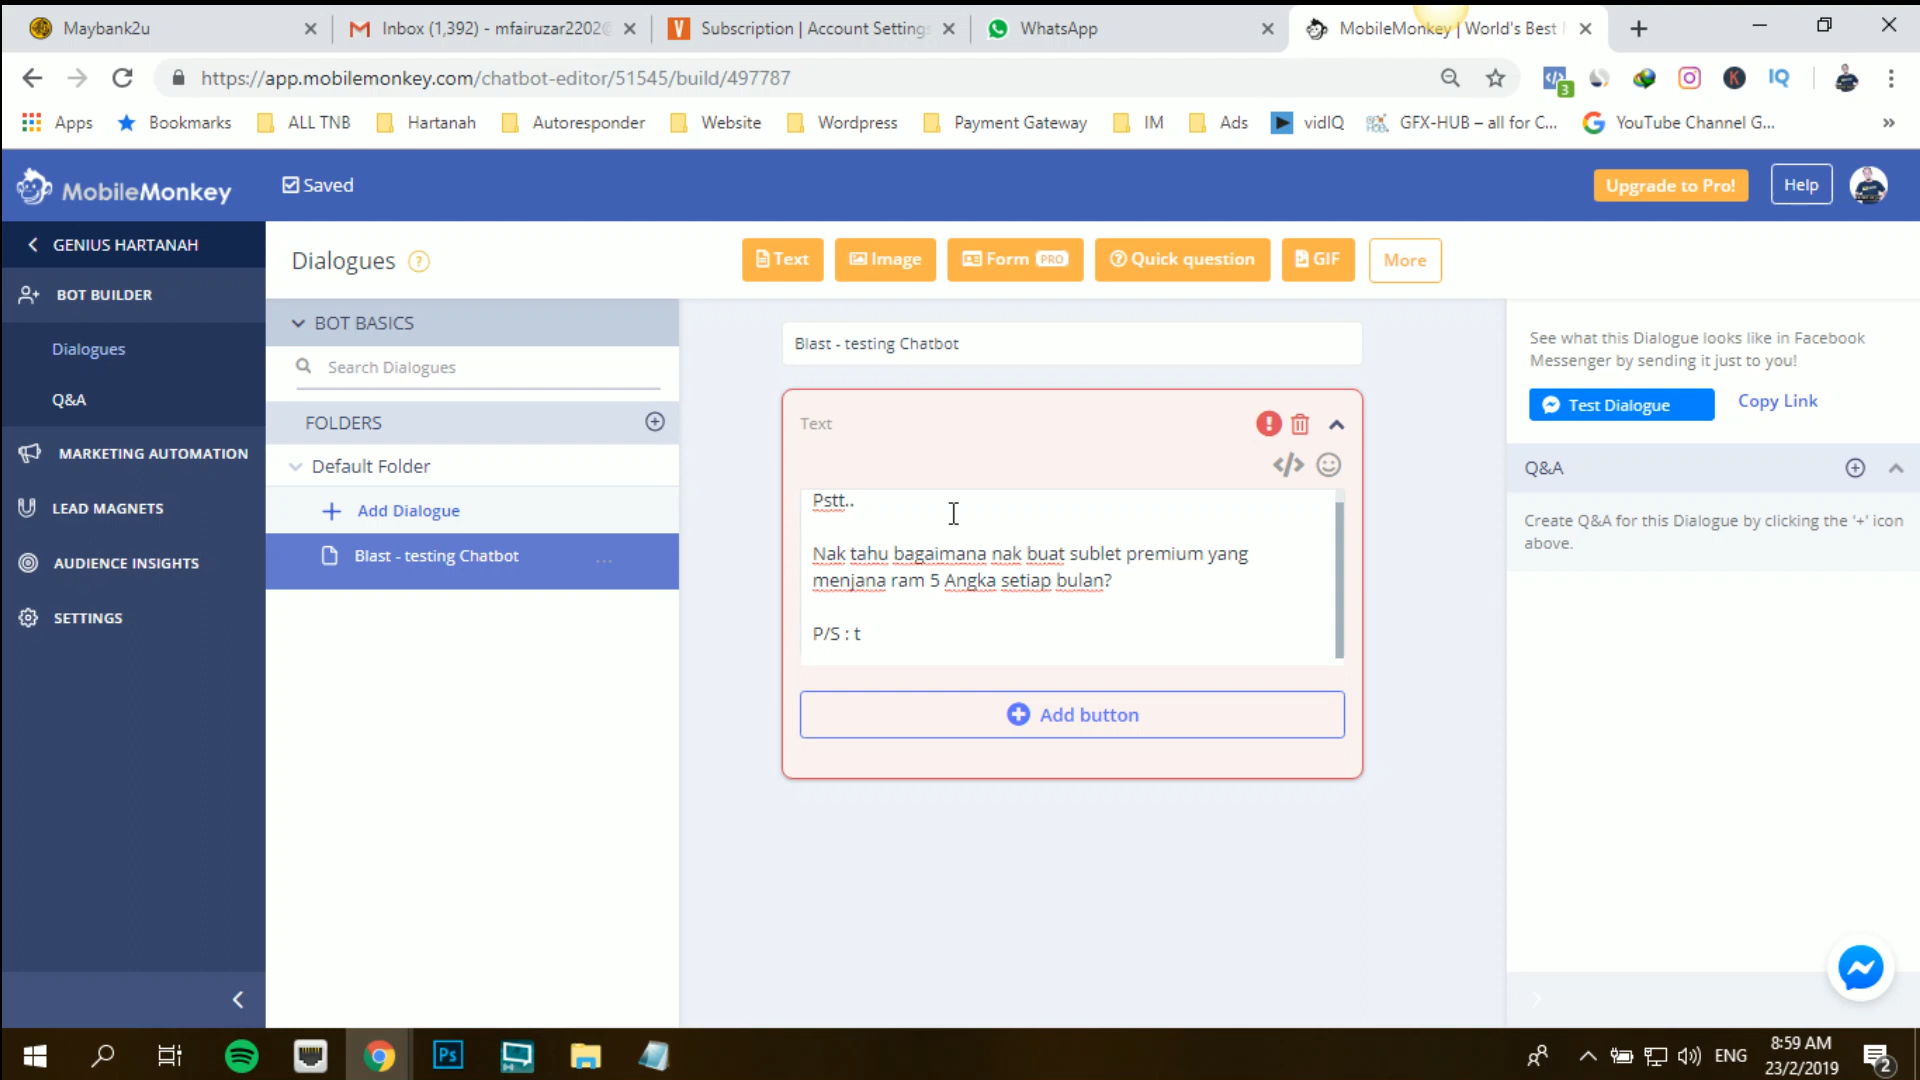 Maybank2u
Inbox (1,392) - mfairuzar2202@
Subscription | Account Settings
WhatsApp
MobileMonkey | World's Best
https://app.mobilemonkey.com/chatbot-editor/51545/build/497787
3
K
IQ
Apps
Bookmarks
ALL TNB
Hartanah
Autoresponder
Website
Wordpress
Payment Gateway
IM
Ads
vidIQ
GFX-HUB – all for C...
YouTube Channel G...
»
MobileMonkey
Saved
Upgrade to Pro!
Help
GENIUS HARTANAH
Dialogues
Text
Image
Form PRO
Quick question
GIF
More
BOT BUILDER
Dialogues
Q&A
MARKETING AUTOMATION
LEAD MAGNETS
AUDIENCE INSIGHTS
SETTINGS
BOT BASICS
Search Dialogues
FOLDERS
Default Folder
Add Dialogue
Blast - testing Chatbot
...
Blast - testing Chatbot
Text
Pstt..
Nak tahu bagaimana nak buat sublet premium yang
menjana ram 5 Angka setiap bulan?
P/S : t
Add button
See what this Dialogue looks like in Facebook
Messenger by sending it just to you!
Test Dialogue
Copy Link
Q&A
Create Q&A for this Dialogue by clicking the '+' icon
above.
Ps
ENG
8:59 AM
23/2/2019
2